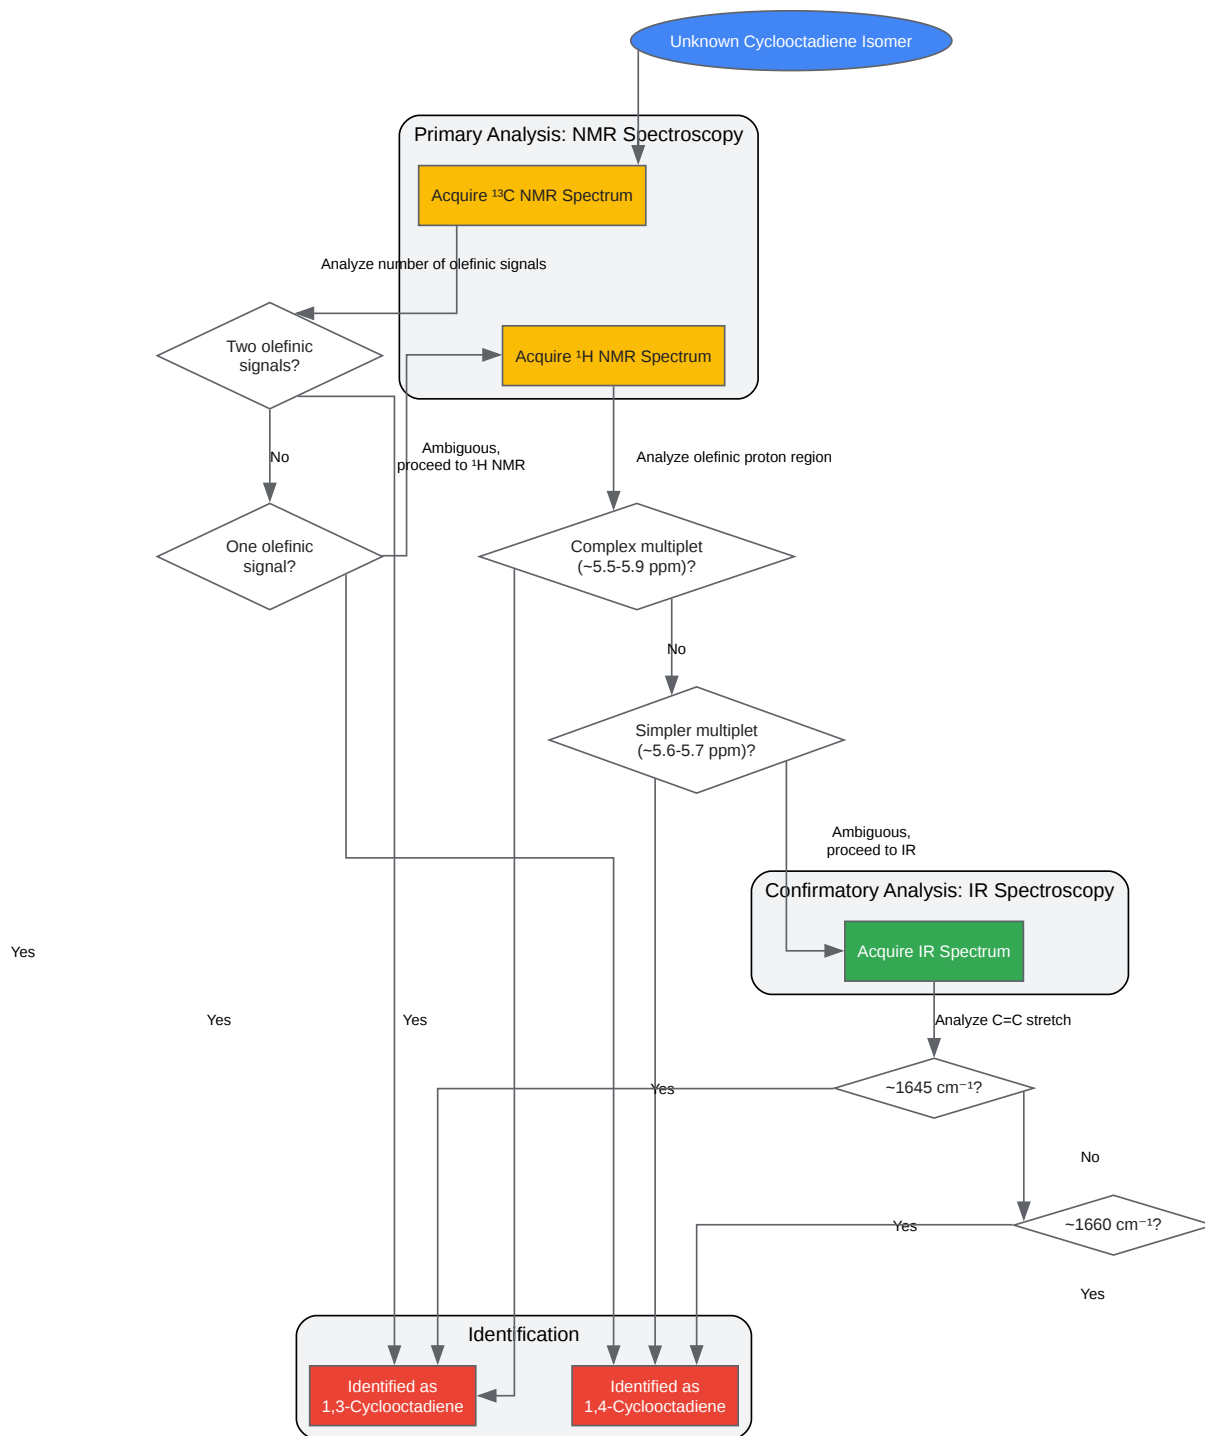 Unknown Cyclooctadiene Isomer
Primary Analysis: NMR Spectroscopy
Acquire ¹³C NMR Spectrum
Analyze number of olefinic signals
Two olefinic
signals?
Acquire ¹H NMR Spectrum
No
Ambiguous,
proceed to ¹H NMR
Analyze olefinic proton region
One olefinic
signal?
Complex multiplet
(~5.5-5.9 ppm)?
No
Simpler multiplet
(~5.6-5.7 ppm)?
Ambiguous,
proceed to IR
Confirmatory Analysis: IR Spectroscopy
Acquire IR Spectrum
Yes
Yes
Yes
Analyze C=C stretch
~1645 cm⁻¹?
Yes
No
~1660 cm⁻¹?
Yes
Yes
Identification
Identified as
1,3-Cyclooctadiene
Identified as
1,4-Cyclooctadiene